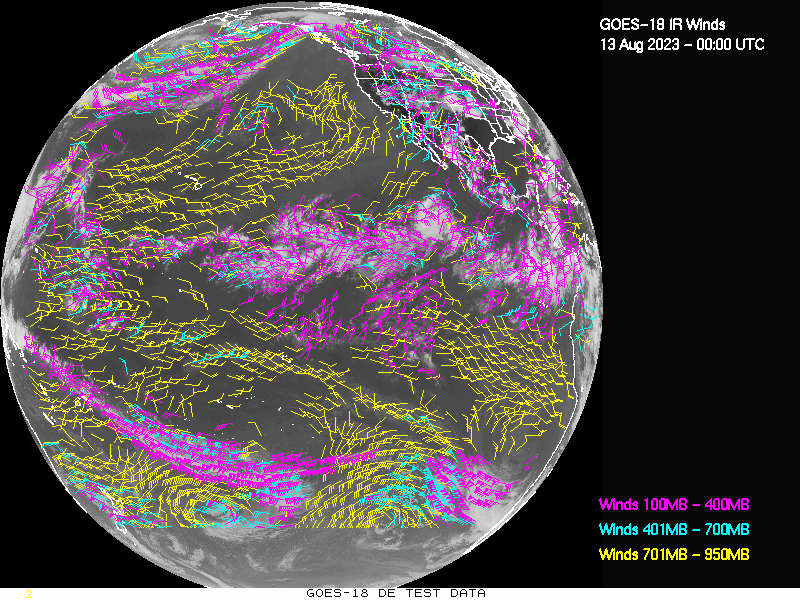 GOES-18 IR Winds
13 Aug 2023 - 00:00 UTC
Winds 100MB - 400MB
Winds 401MB - 700MB
Winds 701MB - 950MB
2 GOES-18 DE TEST DATA